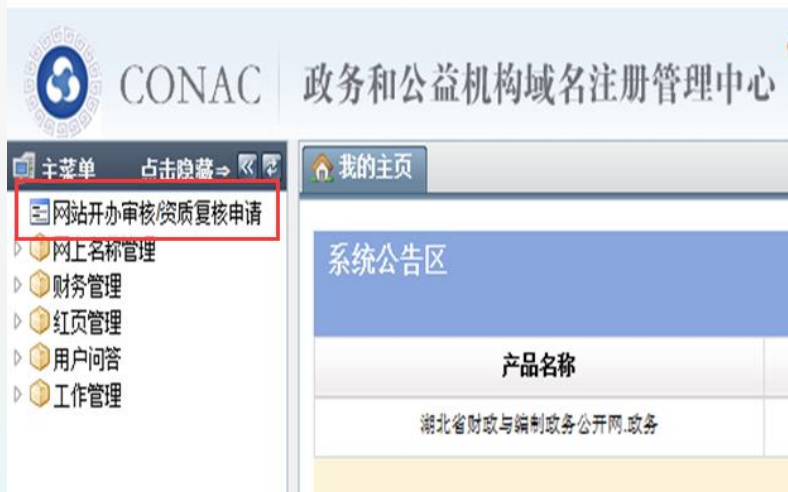 CONAC 政务和公益机构域名注册管理中心
主菜单 点击隐藏⇒
我的主页
网站开办审核/资质复核申请
网上名称管理
财务管理
红页管理
用户问答
工作管理
系统公告区
产品名称
湖北省财政与编制政务公开网.政务